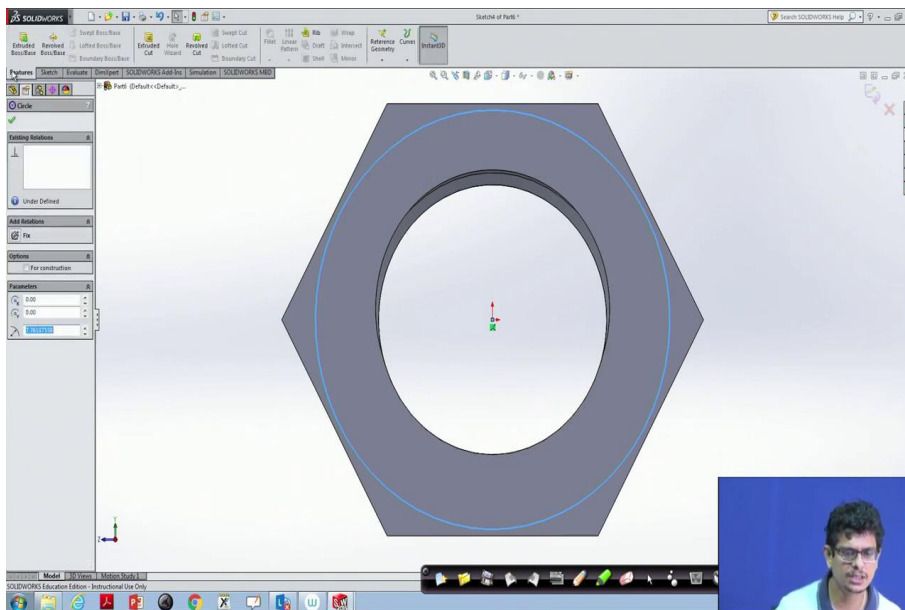 SOLIDWORKS
Sketch4 of Part6 *
Search SOLIDWORKS Help
Extruded Boss/Base
Revolved Boss/Base
Swept Boss/Base
Lofted Boss/Base
Boundary Boss/Base
Extruded Cut
Hole Wizard
Revolved Cut
Swept Cut
Lofted Cut
Boundary Cut
Fillet
Linear Pattern
Rib
Draft
Shell
Wrap
Intersect
Mirror
Reference Geometry
Curves
Instant3D
Features
Sketch
Evaluate
DimXpert
SOLIDWORKS Add-Ins
Simulation
SOLIDWORKS MBD
Part6 (Default<<Default>_...
Circle
?
Existing Relations
Under Defined
Add Relations
Fix
Options
For construction
Parameters
0.00
0.00
Y
Z
Model
3D Views
Motion Study 1
SOLIDWORKS Education Edition - Instructional Use Only